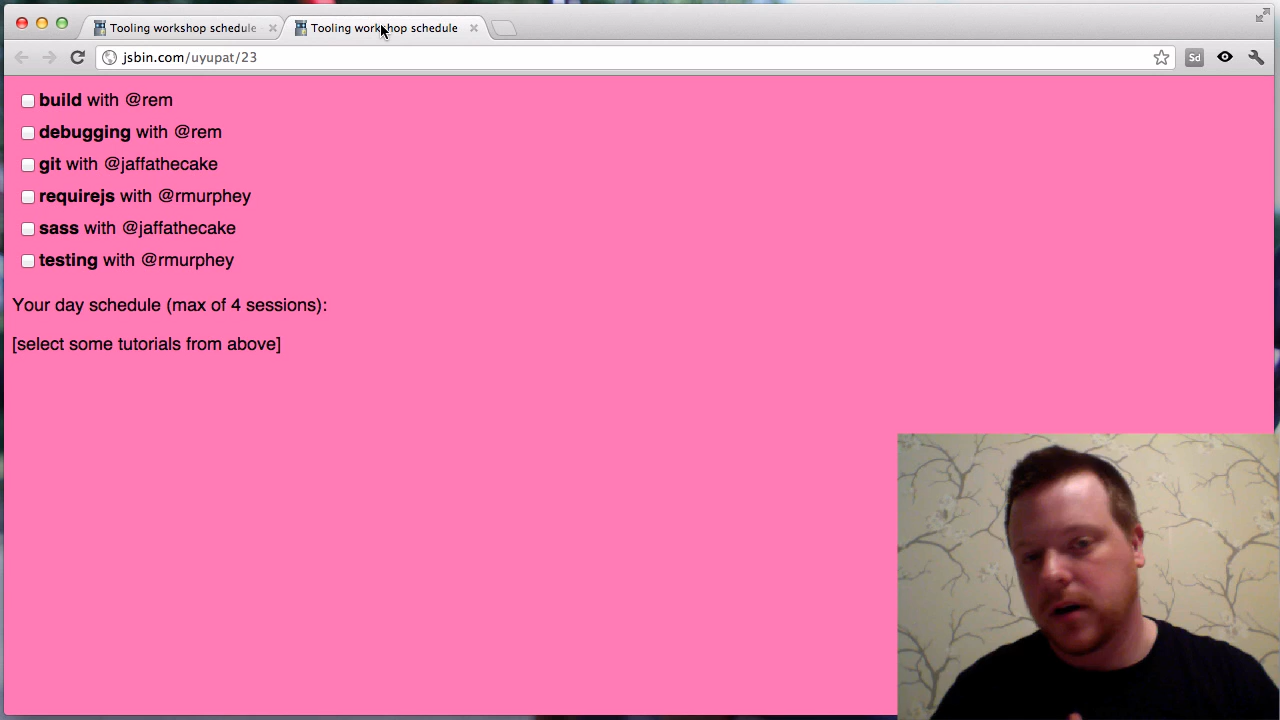 Tooling workshop schedule
Tooling workshop schedule
jsbin.com/uyupat/23
Sd
build with @rem
debugging with @rem
git with @jaffathecake
requirejs with @rmurphey
sass with @jaffathecake
testing with @rmurphey
Your day schedule (max of 4 sessions):
[select some tutorials from above]